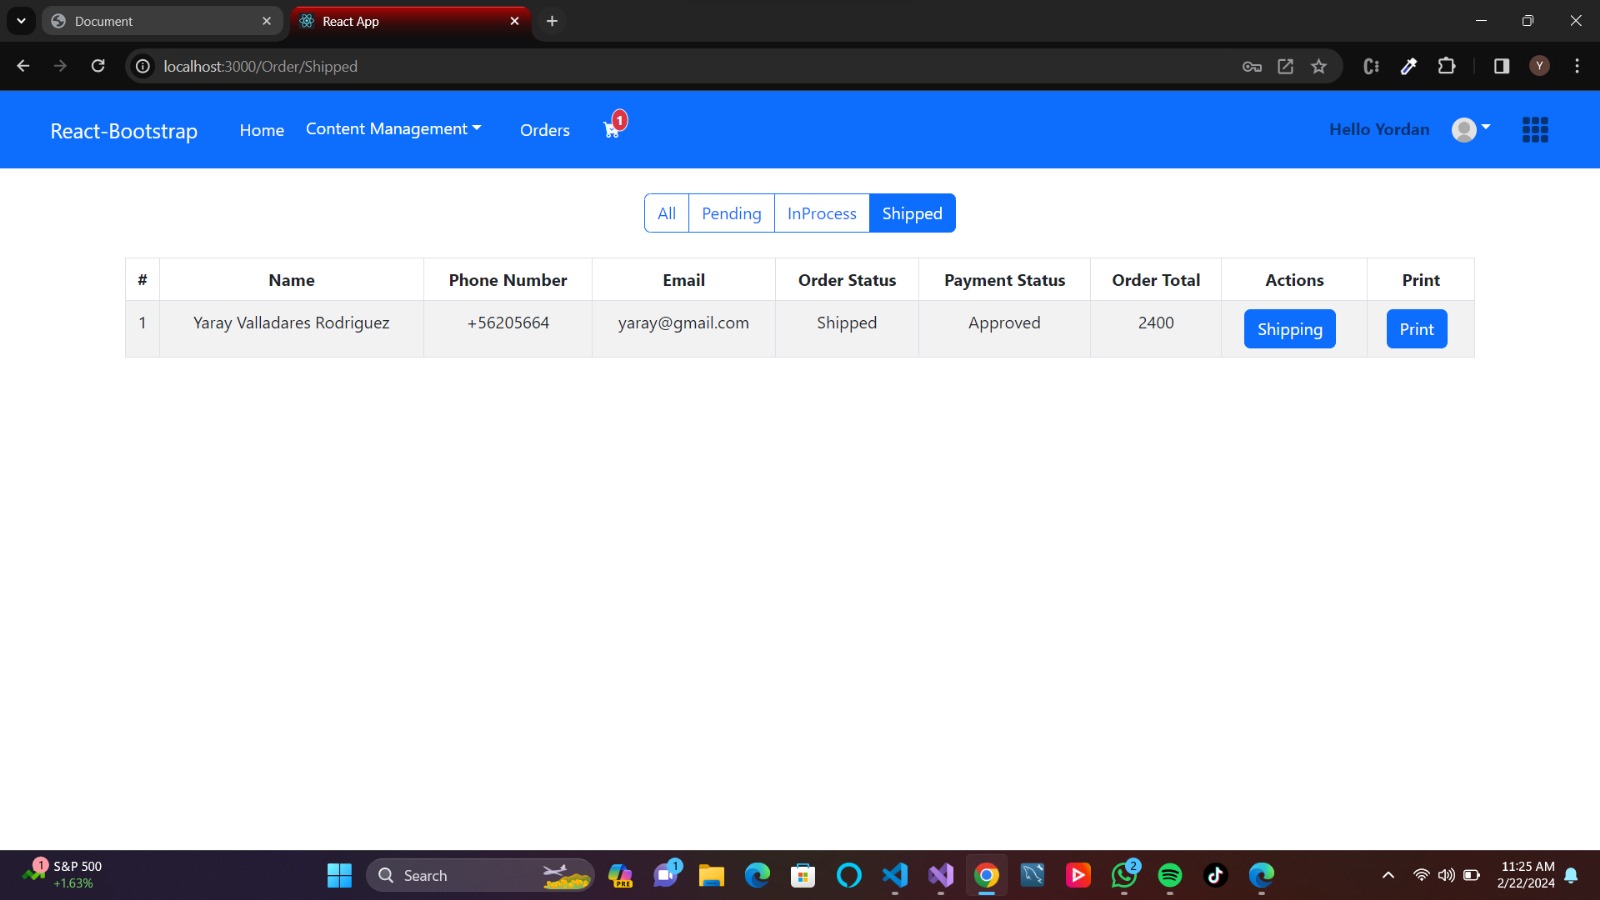 Document
React App
localhost:3000/Order/Shipped
Y
React-Bootstrap
Home
Content Management
Orders
1
Hello Yordan
All
Pending
InProcess
Shipped
# Name Phone Number Email Order Status Payment Status Order Total Actions Print
1 Yaray Valladares Rodriguez +56205664 yaray@gmail.com Shipped Approved 2400 Shipping Print
1
S&P 500
+1.63%
Search
PRE
1
2
11:25 AM
2/22/2024